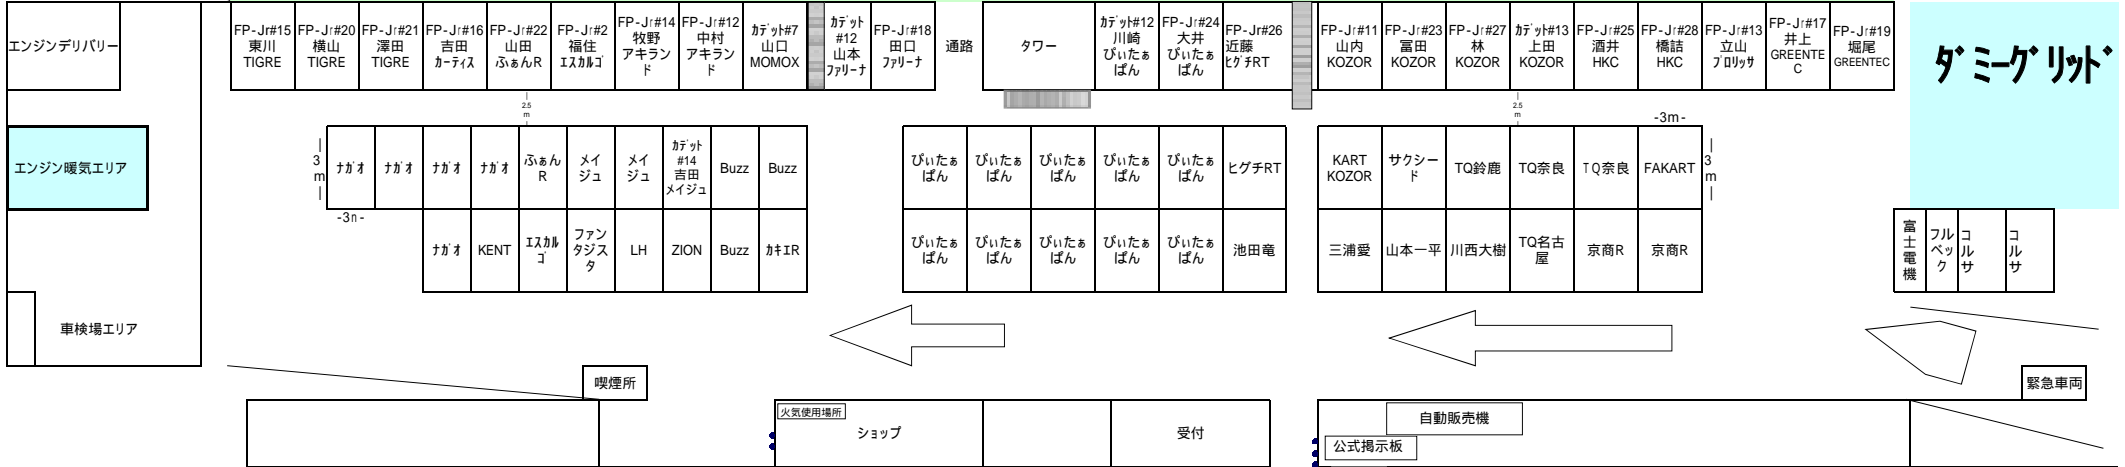 エンジンデリバリー
FP-Jr#15
東川
TIGRE
FP-Jr#20
横山
TIGRE
FP-Jr#21
澤田
TIGRE
FP-Jr#16
吉田
カーティス
FP-Jr#22
山田
ふぁんR
FP-Jr#2
福住
エスカルゴ
FP-Jr#14
牧野
アキラン
ド
FP-Jr#12
中村
アキラン
ド
カデット#7
山口
MOMOX
カデット
#12
山本
ファリーナ
FP-Jr#18
田口
ファリーナ
通路
タワー
カデット#12
川崎
ぴぃたぁ
ぱん
FP-Jr#24
大井
ぴぃたぁ
ぱん
FP-Jr#26
近藤
ヒグチRT
FP-Jr#11
山内
KOZOR
FP-Jr#23
冨田
KOZOR
FP-Jr#27
林
KOZOR
カデット#13
上田
KOZOR
FP-Jr#25
酒井
HKC
FP-Jr#28
橋詰
HKC
FP-Jr#13
立山
ブロリッサ
FP-Jr#17
井上
GREENTE
C
FP-Jr#19
堀尾
GREENTEC
ダミーグリッド
2.5
m
2.5
m
-3m-
エンジン暖気エリア
3
m
ナガオ
ナガオ
ナガオ
ナガオ
ふぁん
R
メイ
ジュ
メイ
ジュ
カデット
#14
吉田
メイジュ
Buzz
Buzz
ぴぃたぁ
ぱん
ぴぃたぁ
ぱん
ぴぃたぁ
ぱん
ぴぃたぁ
ぱん
ぴぃたぁ
ぱん
ヒグチRT
KART
KOZOR
サクシー
ド
TQ鈴鹿
TQ奈良
TQ奈良
FAKART
3
m
-3n-
ナガオ
KENT
エスカル
ゴ
ファン
タジス
タ
LH
ZION
Buzz
カキエR
ぴぃたぁ
ぱん
ぴぃたぁ
ぱん
ぴぃたぁ
ぱん
ぴぃたぁ
ぱん
ぴぃたぁ
ぱん
池田竜
三浦愛
山本一平
川西大樹
TQ名古
屋
京商R
京商R
富士電機
フル
ベッ
ク
コルサ
コルサ
車検場エリア
喫煙所
緊急車両
火気使用場所
ショップ
受付
自動販売機
公式掲示板